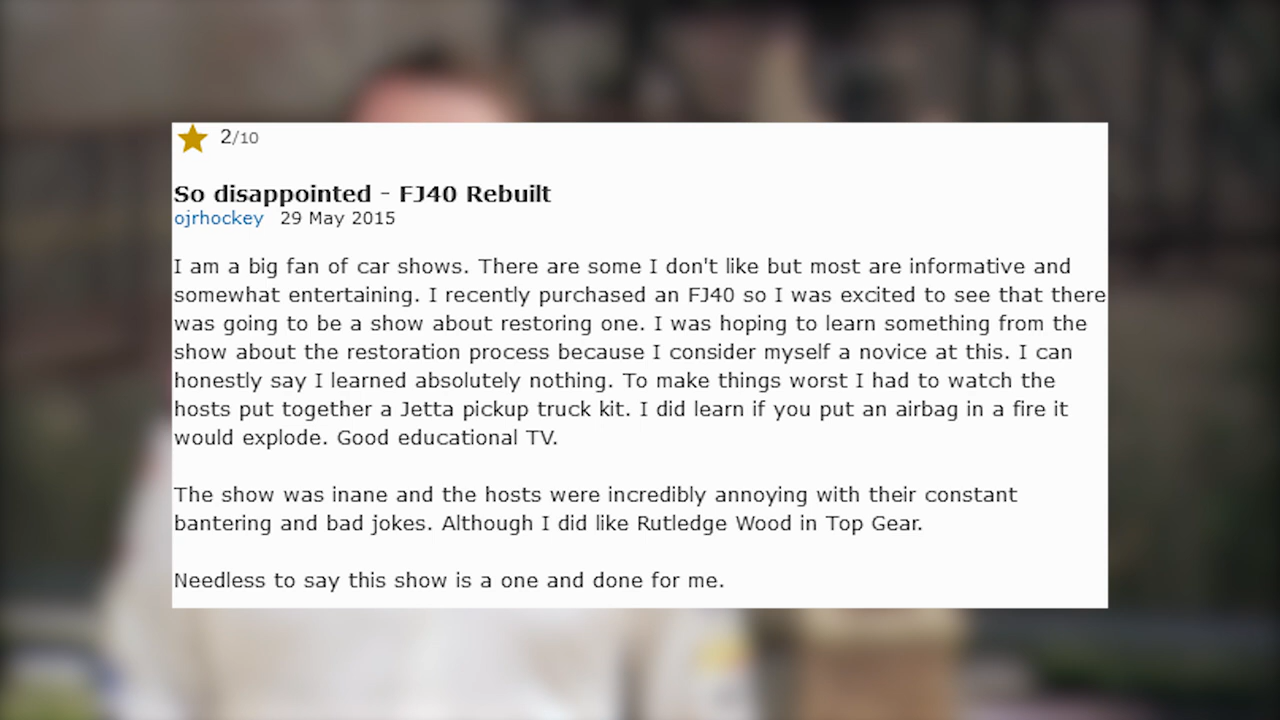 2/10
So disappointed - FJ40 Rebuilt
ojrhockey 29 May 2015
I am a big fan of car shows. There are some I don't like but most are informative and
somewhat entertaining. I recently purchased an FJ40 so I was excited to see that there
was going to be a show about restoring one. I was hoping to learn something from the
show about the restoration process because I consider myself a novice at this. I can
honestly say I learned absolutely nothing. To make things worst I had to watch the
hosts put together a Jetta pickup truck kit. I did learn if you put an airbag in a fire it
would explode. Good educational TV.
The show was inane and the hosts were incredibly annoying with their constant
bantering and bad jokes. Although I did like Rutledge Wood in Top Gear.
Needless to say this show is a one and done for me.